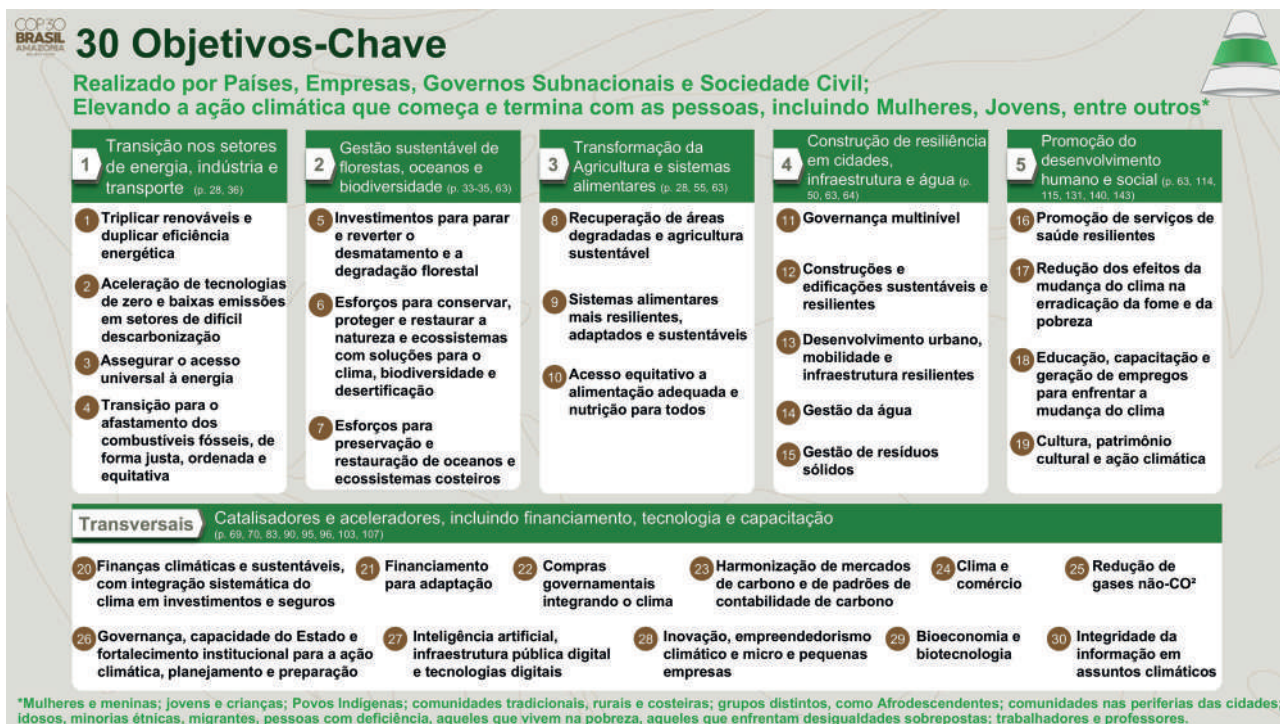 COP30
BRASIL
AMAZÔNIA
30 Objetivos-Chave
Realizado por Países, Empresas, Governos Subnacionais e Sociedade Civil;
Elevando a ação climática que começa e termina com as pessoas, incluindo Mulheres, Jovens, entre outros*
1
Transição nos setores
de energia, indústria e
transporte (p. 28, 36)
1 Triplicar renováveis e
duplicar eficiência
energética
2 Aceleração de tecnologias
de zero e baixas emissões
em setores de difícil
descarbonização
3 Assegurar o acesso
universal à energia
4 Transição para o
afastamento dos
combustíveis fósseis, de
forma justa, ordenada e
equitativa
2
Gestão sustentável de
florestas, oceanos e
biodiversidade (p. 33-35, 63)
5 Investimentos para parar
e reverter o
desmatamento e a
degradação florestal
6 Esforços para conservar,
proteger e restaurar a
natureza e ecossistemas
com soluções para o
clima, biodiversidade e
desertificação
7 Esforços para
preservação e
restauração de oceanos e
ecossistemas costeiros
3
Transformação da
Agricultura e sistemas
alimentares (p. 28, 55, 63)
8 Recuperação de áreas
degradadas e agricultura
sustentável
9 Sistemas alimentares
mais resilientes,
adaptados e sustentáveis
10 Acesso equitativo a
alimentação adequada e
nutrição para todos
4
Construção de resiliência
em cidades,
infraestrutura e água (p.
50, 63, 64)
11 Governança multinível
12 Construções e
edificações sustentáveis e
resilientes
13 Desenvolvimento urbano,
mobilidade e
infraestrutura resilientes
14 Gestão da água
15 Gestão de resíduos
sólidos
5
Promoção do
desenvolvimento
humano e social (p. 63, 114,
115, 131, 140, 143)
16 Promoção de serviços de
saúde resilientes
17 Redução dos efeitos da
mudança do clima na
erradicação da fome e da
pobreza
18 Educação, capacitação e
geração de empregos
para enfrentar a
mudança do clima
19 Cultura, patrimônio
cultural e ação climática
Transversais
Catalisadores e aceleradores, incluindo financiamento, tecnologia e capacitação
(p. 69, 70, 83, 90, 95, 96, 103, 107)
20 Finanças climáticas e sustentáveis,
com integração sistemática do
clima em investimentos e seguros
21 Financiamento
para adaptação
22 Compras
governamentais
integrando o clima
23 Harmonização de mercados
de carbono e de padrões de
contabilidade de carbono
24 Clima e
comércio
25 Redução de
gases não-CO²
26 Governança, capacidade do Estado e
fortalecimento institucional para a ação
climática, planejamento e preparação
27 Inteligência artificial,
infraestrutura pública digital
e tecnologias digitais
28 Inovação, empreendedorismo
climático e micro e pequenas
empresas
29 Bioeconomia e
biotecnologia
30 Integridade da
informação em
assuntos climáticos
*Mulheres e meninas; jovens e crianças; Povos Indígenas; comunidades tradicionais, rurais e costeiras; grupos distintos, como Afrodescendentes; comunidades nas periferias das cidades,
idosos, minorias étnicas, migrantes, pessoas com deficiência, aqueles que vivem na pobreza, aqueles que enfrentam desigualdades sobrepostas; trabalhadores e professores.